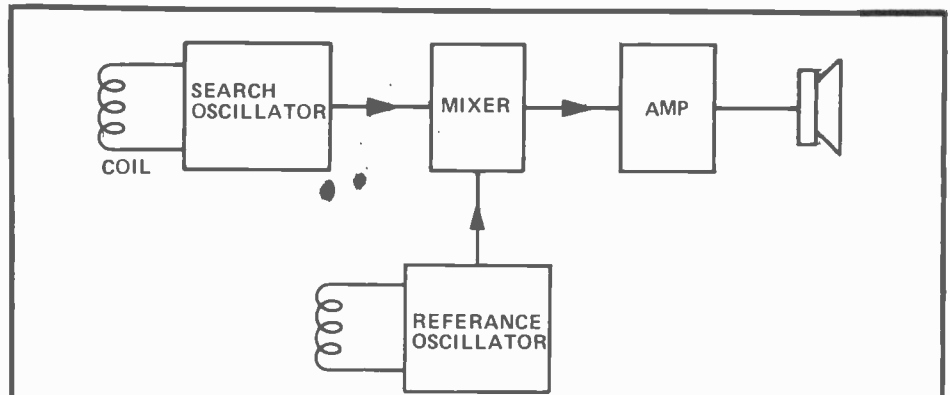 SEARCH
OSCILLATOR
COIL
MIXER
AMP
REFERANCE
OSCILLATOR